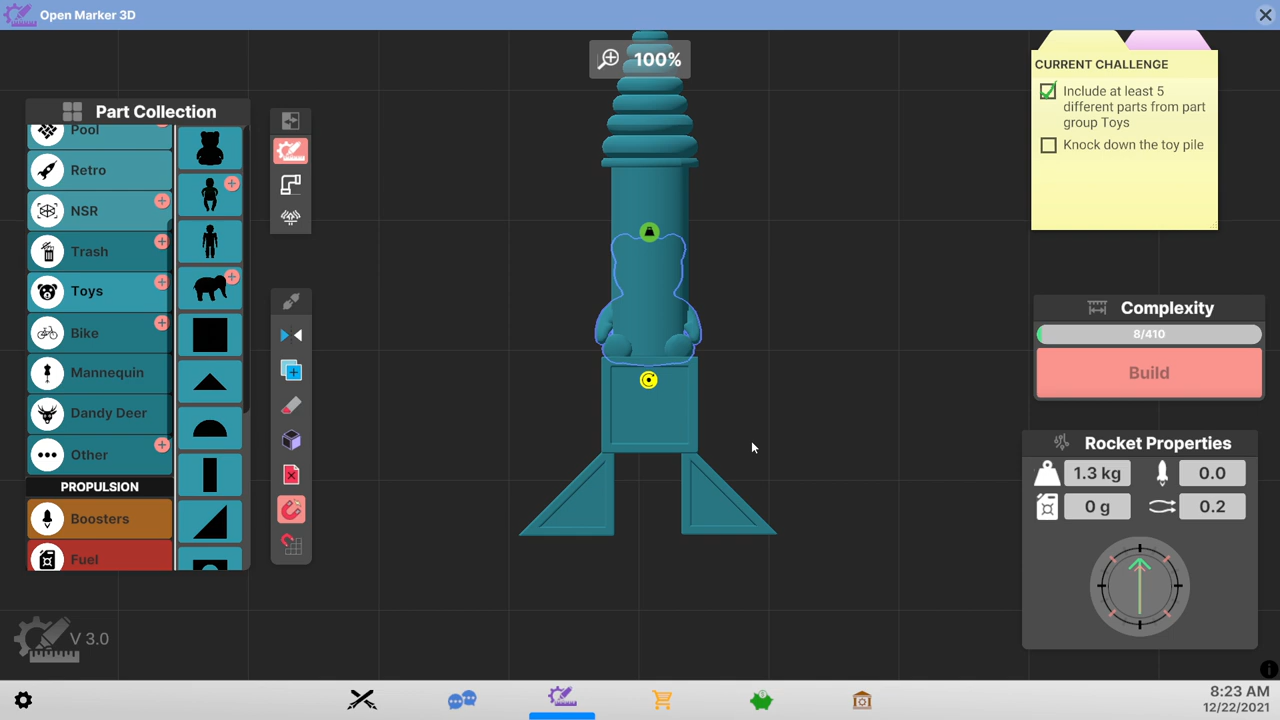 Open Marker 3D
100%
Part Collection
Pool
Retro
NSR
Trash
Toys
Bike
Mannequin
Dandy Deer
Other
PROPULSION
Boosters
Fuel
V 3.0
CURRENT CHALLENGE
Include at least 5
different parts from part
group Toys
Knock down the toy pile
Complexity
8/410
Build
Rocket Properties
1.3 kg
0.0
0 g
0.2
8:23 AM
12/22/2021